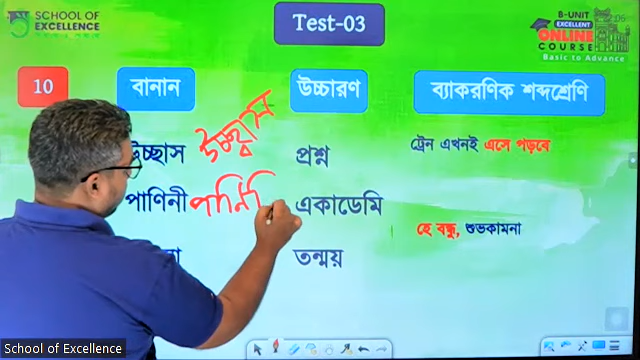 SCHOOL OF
EXCELLENCE
Test-03
B-UNIT
EXCELLENT
ONLINE
COURSE
Basic to Advance
10
বানান
উচ্চারণ
ব্যাকরণিক শব্দশ্রেণি
উচ্ছাস
উচ্ছ্বাস
প্রশ্ন
ট্রেন এখনই এসে পড়বে
পাণিনী
পানিনি
একাডেমি
হে বন্ধু, শুভকামনা
তন্ময়
School of Excellence